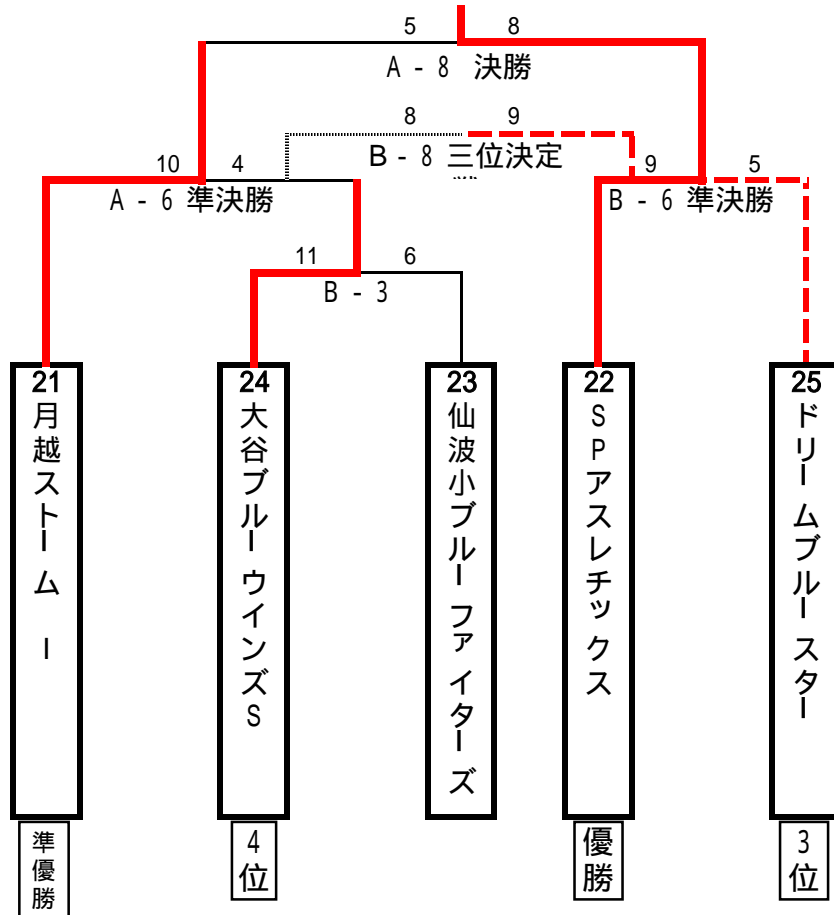 5 8
A - 8 決勝
8 9
B - 8 三位決定
10 4
9 5
A - 6 準決勝
B - 6 準決勝
11 6
B - 3
21
月越ストーム I
24
大谷ブルーウインズS
23
仙波小ブルーファイターズ
22
SPアスレチックス
25
ドリームブルースター
準優勝
4位
優勝
3位